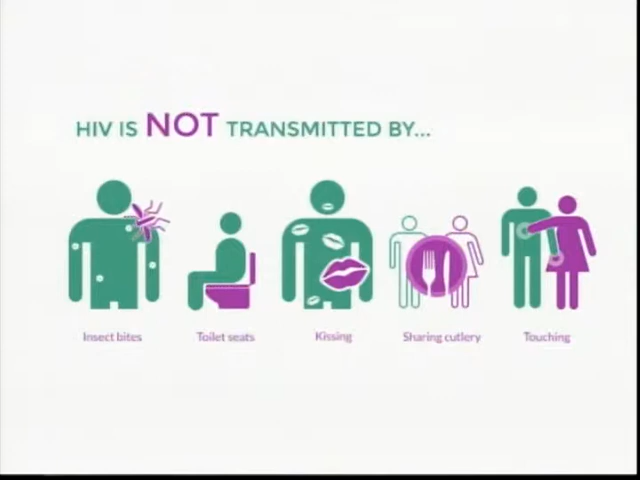 HIV IS NOT TRANSMITTED BY...
Insect bites
Toilet seats
Kissing
Sharing cutlery
Touching